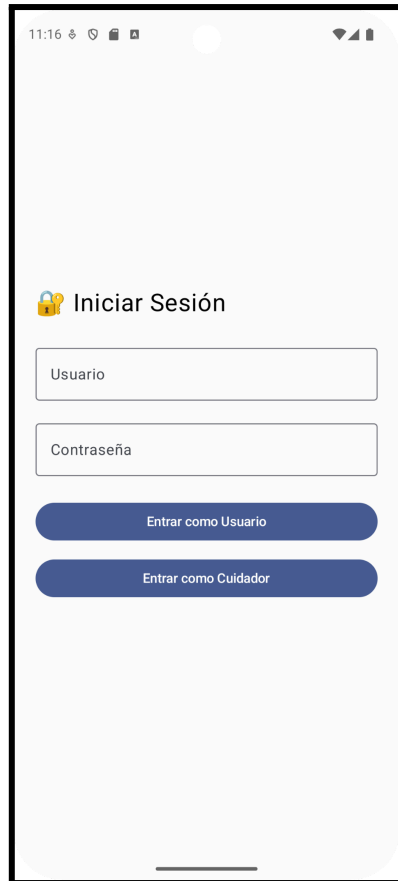 11:16
🔐 Iniciar Sesión
Usuario
Contraseña
Entrar como Usuario
Entrar como Cuidador